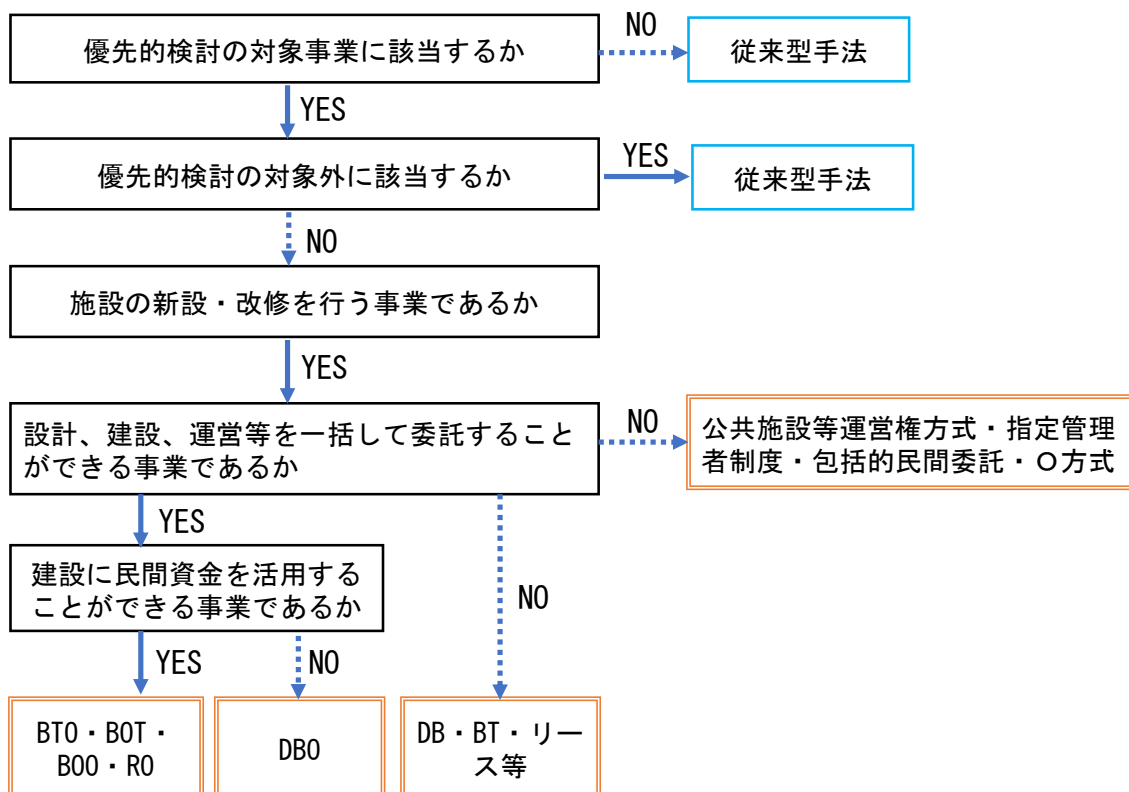 優先的検討の対象事業に該当するか
NO
従来型手法
YES
優先的検討の対象外に該当するか
YES
従来型手法
NO
施設の新設・改修を行う事業であるか
YES
設計、建設、運営等を一括して委託すること
ができる事業であるか
NO
公共施設等運営権方式・指定管理
者制度・包括的民間委託・O方式
YES
建設に民間資金を活用する
ことができる事業であるか
NO
YES
NO
BTO・BOT・
BOO・RO
DBO
DB・BT・リー
ス等